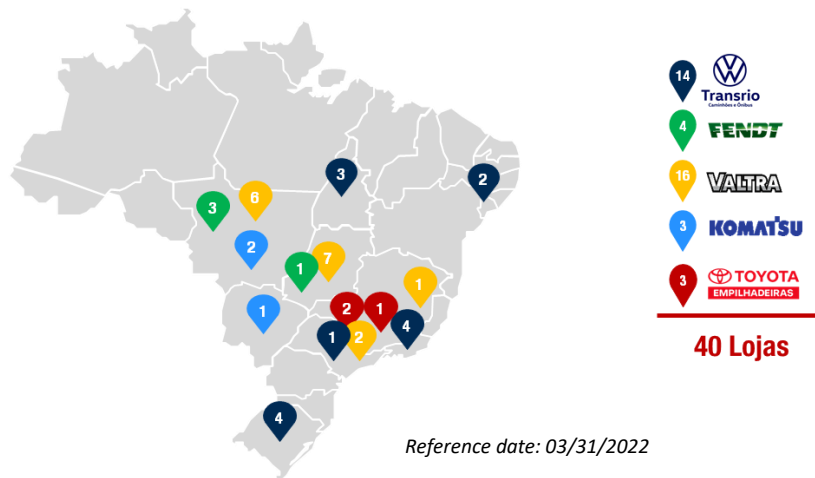 3
2
6
3
2
7
1
1
1
2
1
4
1
2
4
14
Transrio
Caminhões e Ônibus
4
FENDT
16
VALTRA
3
KOMATSU
3
TOYOTA
EMPILHADEIRAS
40 Lojas
Reference date: 03/31/2022